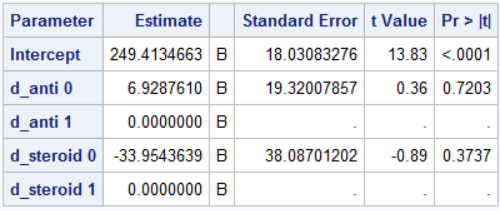 Parameter Estimate Standard Error t Value Pr > |t|
Intercept 249.4134663 B 18.03083276 13.83 <.0001
d_anti 0 6.9287610 B 19.32007857 0.36 0.7203
d_anti 1 0.0000000 B . . .
d_steroid 0 -33.9543639 B 38.08701202 -0.89 0.3737
d_steroid 1 0.0000000 B . . .